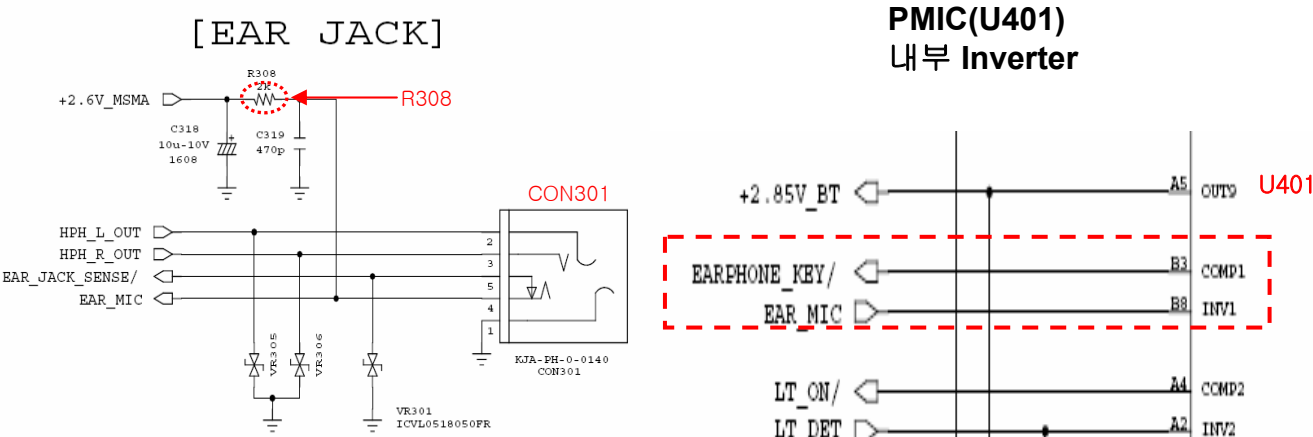 [EAR JACK]
R308
2K
+2.6V_MSMA
R308
C318
10u-10V
1608
+
C319
470p
CON301
HPH_L_OUT
2
HPH_R_OUT
3
EAR_JACK_SENSE/
5
EAR_MIC
4
1
VR305
VR306
KJA-PH-0-0140
CON301
VR301
ICVL0518050FR
PMIC(U401)
내부 Inverter
+2.85V_BT
A5
OUT9
U401
EARPHONE_KEY/
B3
COMP1
EAR_MIC
B8
INV1
LT_ON/
A4
COMP2
LT_DET
A2
INV2